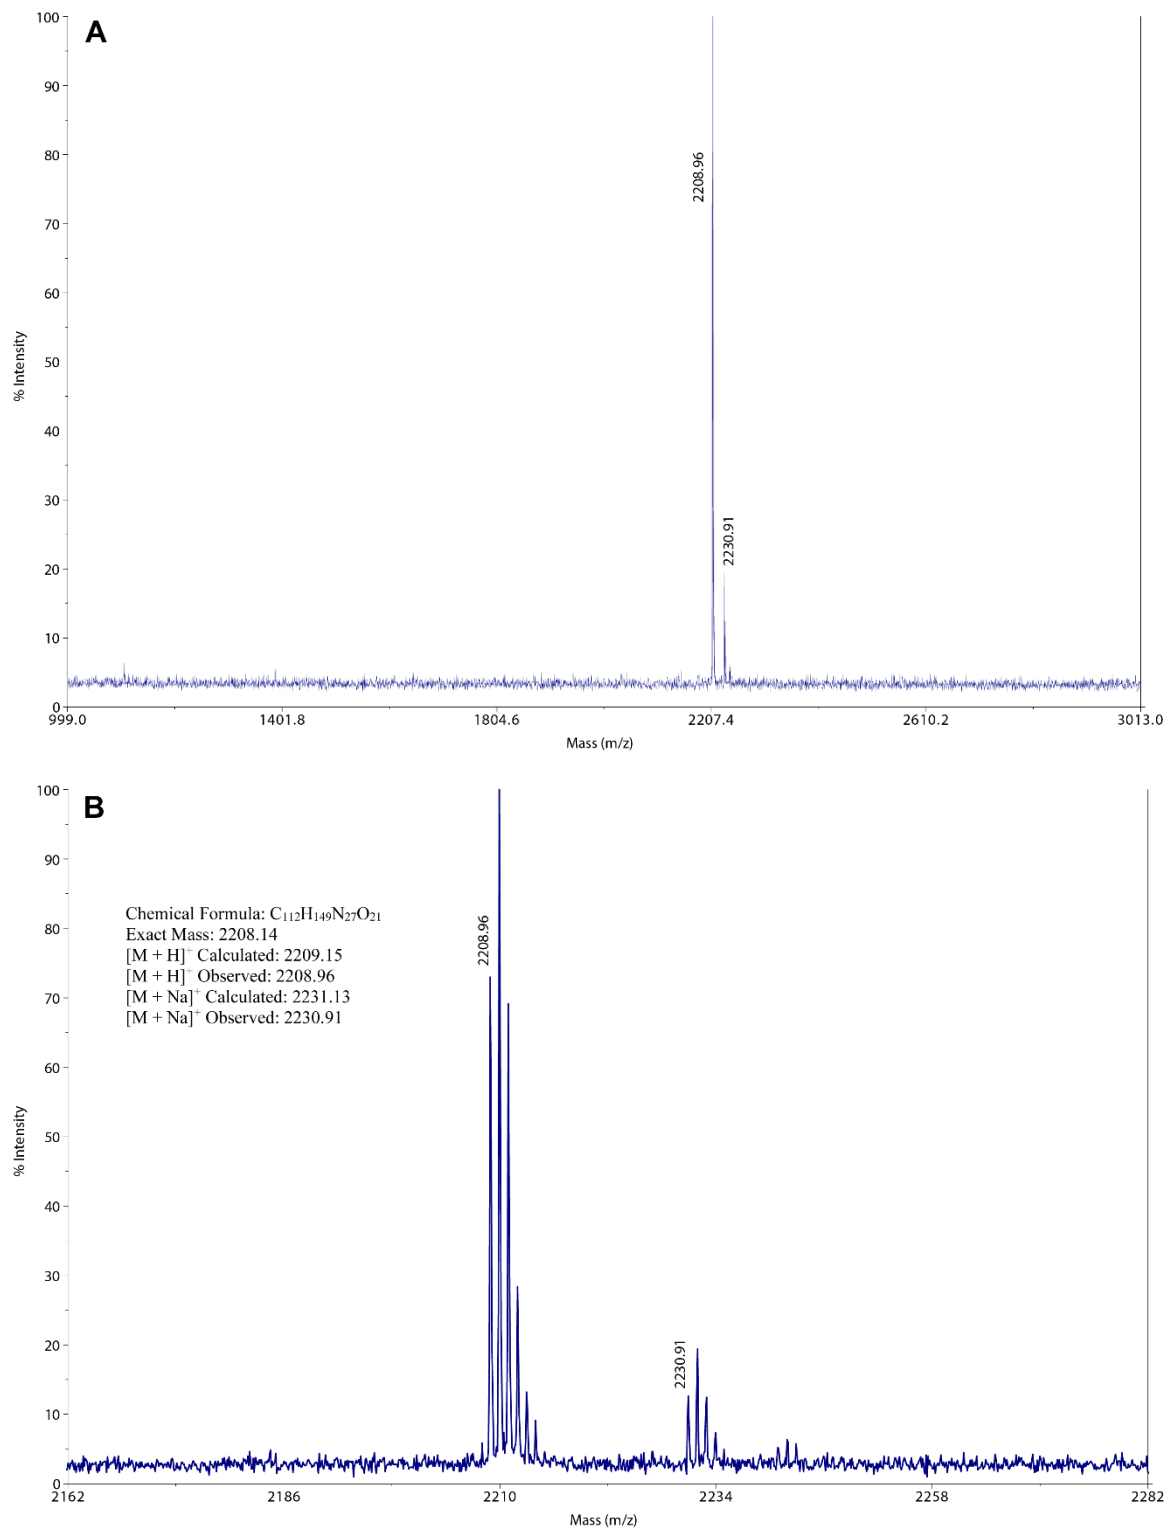 A
100
90
80
70
60
50
40
30
20
10
0
% Intensity
2208.96
2230.91
999.0 1401.8 1804.6 2207.4 2610.2 3013.0
Mass (m/z)
B
100
90
80
70
60
50
40
30
20
10
0
% Intensity
Chemical Formula: C₁₁₂H₁₄₉N₂₇O₂₁
Exact Mass: 2208.14
[M + H]⁺ Calculated: 2209.15
[M + H]⁺ Observed: 2208.96
[M + Na]⁺ Calculated: 2231.13
[M + Na]⁺ Observed: 2230.91
2208.96
2230.91
2162 2186 2210 2234 2258 2282
Mass (m/z)